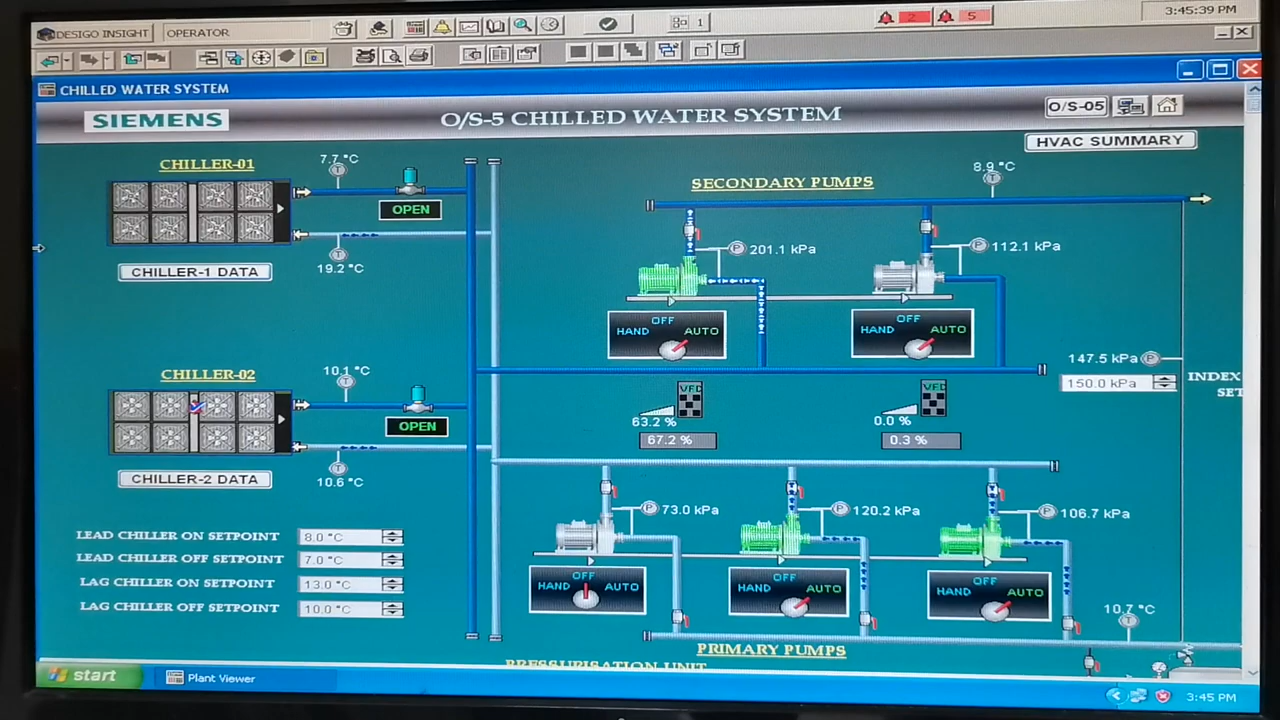 DESIGO INSIGHT OPERATOR
1
2
5
3:45:39 PM
CHILLED WATER SYSTEM
SIEMENS
O/S-5 CHILLED WATER SYSTEM
O/S-05
HVAC SUMMARY
CHILLER-01
7.7 °C
OPEN
19.2 °C
CHILLER-1 DATA
SECONDARY PUMPS
8.9 °C
201.1 kPa
112.1 kPa
HAND OFF AUTO
HAND OFF AUTO
147.5 kPa
150.0 kPa
INDEX
SET
CHILLER-02
10.1 °C
OPEN
10.6 °C
CHILLER-2 DATA
VFD
63.2 %
67.2 %
VFD
0.0 %
0.3 %
73.0 kPa
120.2 kPa
106.7 kPa
HAND OFF AUTO
HAND OFF AUTO
HAND OFF AUTO
10.7 °C
LEAD CHILLER ON SETPOINT 8.0 °C
LEAD CHILLER OFF SETPOINT 7.0 °C
LAG CHILLER ON SETPOINT 13.0 °C
LAG CHILLER OFF SETPOINT 10.0 °C
PRIMARY PUMPS
PRESSURISATION UNIT
start
Plant Viewer
3:45 PM